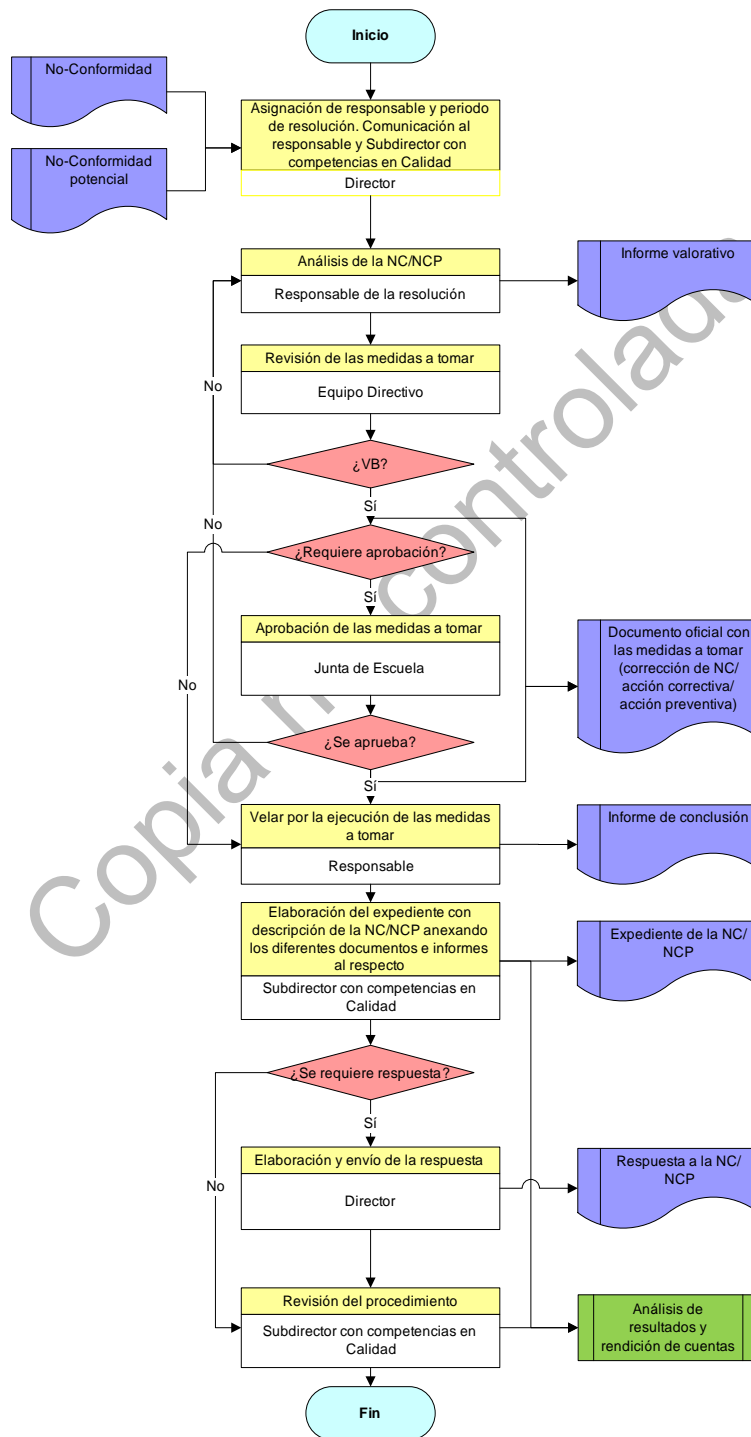 Inicio
No-Conformidad
Asignación de responsable y periodo
de resolución. Comunicación al
responsable y Subdirector con
competencias en Calidad
Director
No-Conformidad
potencial
Análisis de la NC/NCP
Responsable de la resolución
Informe valorativo
Revisión de las medidas a tomar
Equipo Directivo
No
¿VB?
Sí
No
¿Requiere aprobación?
Sí
Aprobación de las medidas a tomar
Junta de Escuela
Documento oficial con
las medidas a tomar
(corrección de NC/
acción correctiva/
acción preventiva)
No
¿Se aprueba?
Sí
Velar por la ejecución de las medidas
a tomar
Responsable
Informe de conclusión
Elaboración del expediente con
descripción de la NC/NCP anexando
los diferentes documentos e informes
al respecto
Subdirector con competencias en
Calidad
Expediente de la NC/
NCP
¿Se requiere respuesta?
Sí
Elaboración y envío de la respuesta
Director
Respuesta a la NC/
NCP
No
Revisión del procedimiento
Subdirector con competencias en
Calidad
Análisis de
resultados y
rendición de cuentas
Fin
Copia controlada